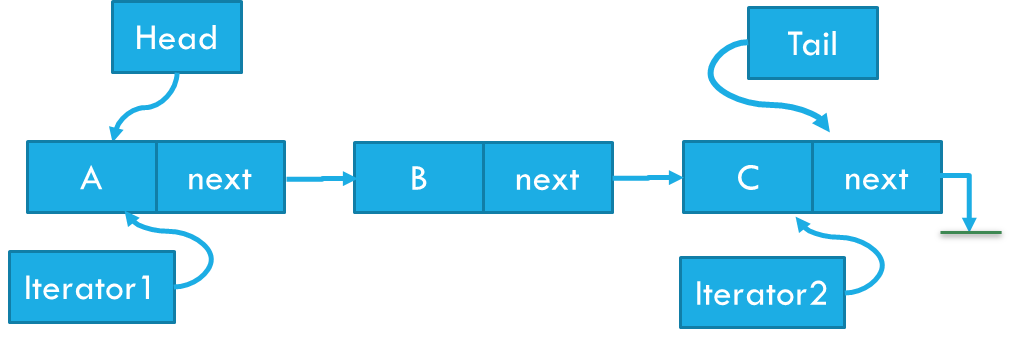 Head
Tail
A next
B next
C next
Iterator1
Iterator2